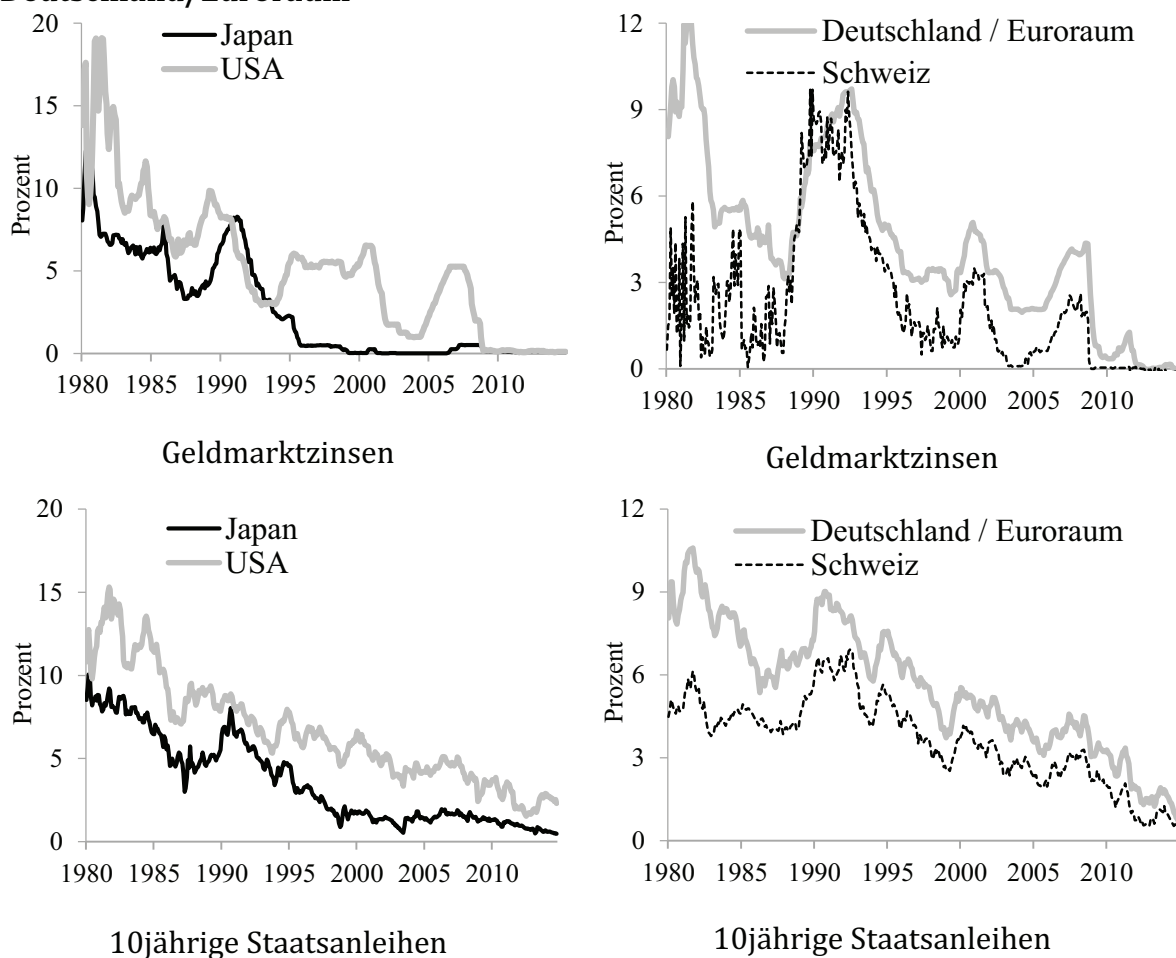 Deutschland/Euroraum
20
15
10
5
0
Prozent
Japan
USA
1980 1985 1990 1995 2000 2005 2010
Geldmarktzinsen
12
9
6
3
0
Prozent
Deutschland / Euroraum
Schweiz
1980 1985 1990 1995 2000 2005 2010
Geldmarktzinsen
20
15
10
5
0
Prozent
Japan
USA
1980 1985 1990 1995 2000 2005 2010
10jährige Staatsanleihen
12
9
6
3
0
Prozent
Deutschland / Euroraum
Schweiz
1980 1985 1990 1995 2000 2005 2010
10jährige Staatsanleihen